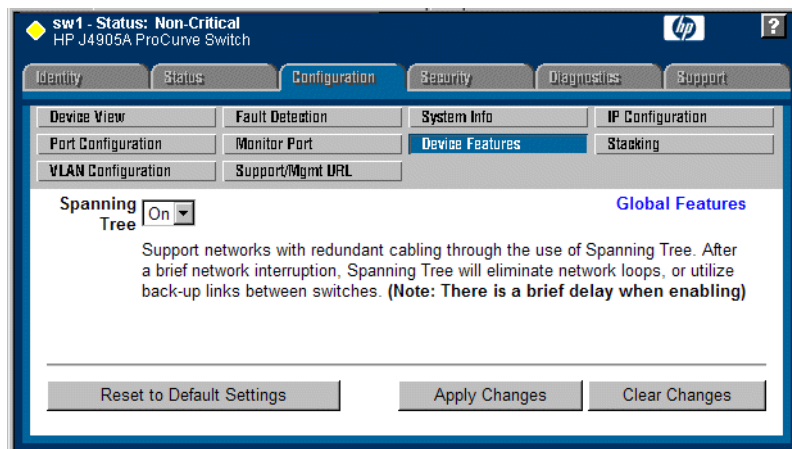 sw1 - Status: Non-Critical
HP J4905A ProCurve Switch
hp
?
Identity Status Configuration Security Diagnostics Support
Device View Fault Detection System Info IP Configuration
Port Configuration Monitor Port Device Features Stacking
VLAN Configuration Support/Mgmt URL
Spanning Tree On Global Features
Support networks with redundant cabling through the use of Spanning Tree. After
a brief network interruption, Spanning Tree will eliminate network loops, or utilize
back-up links between switches. (Note: There is a brief delay when enabling)
Reset to Default Settings Apply Changes Clear Changes